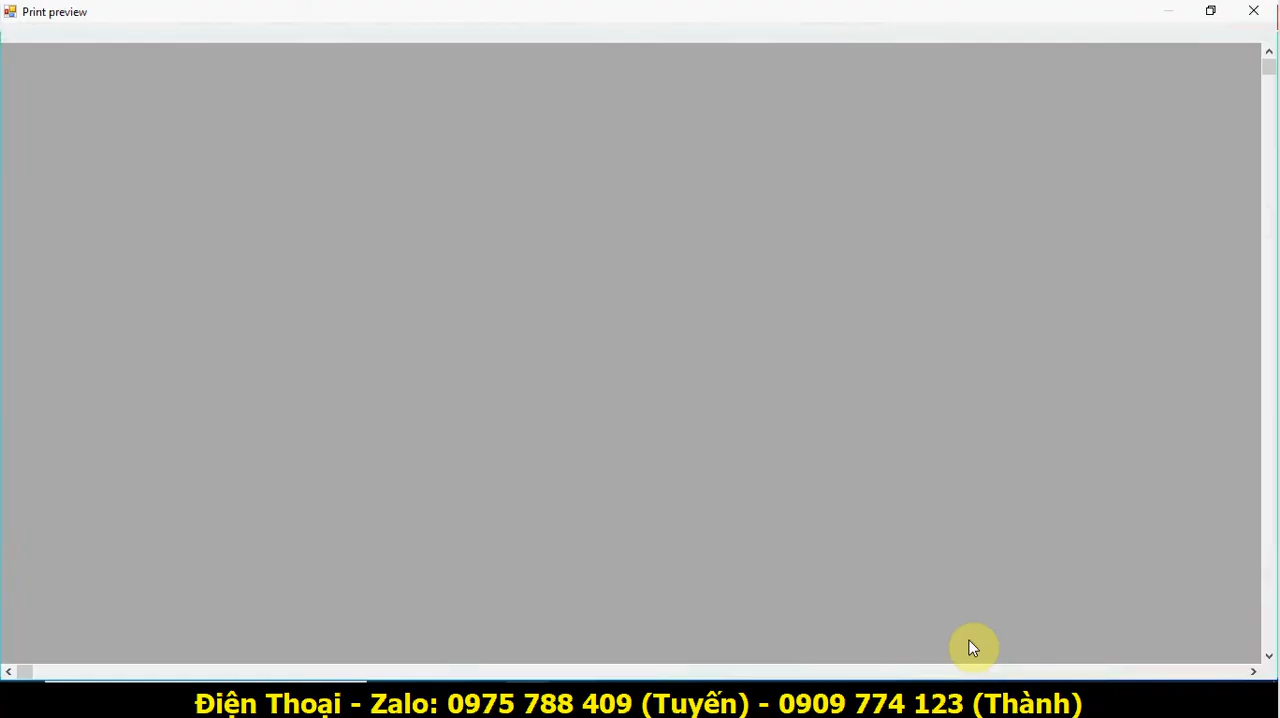 Print preview
Điện Thoại - Zalo: 0975 788 409 (Tuyến) - 0909 774 123 (Thành)